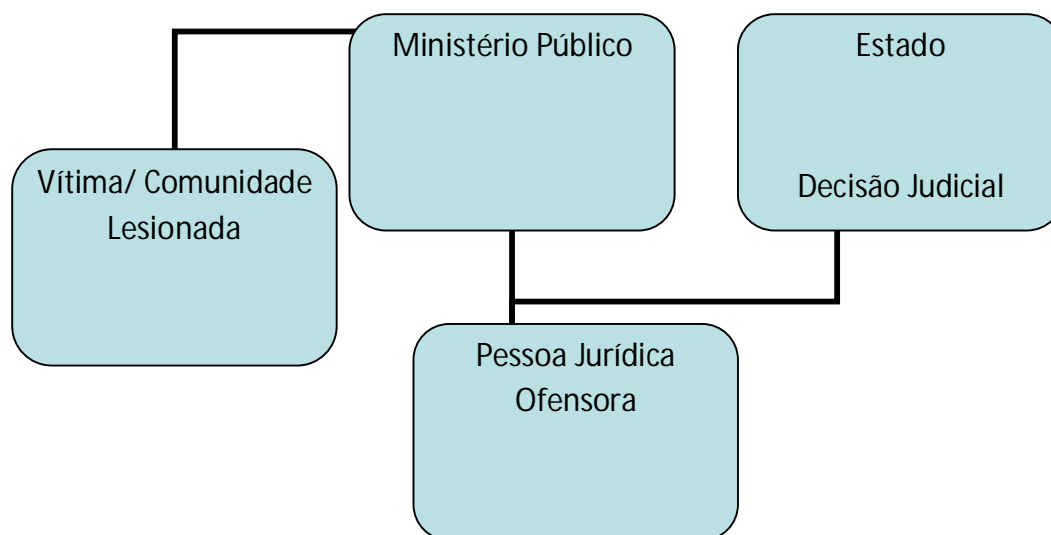 Ministério Público
Estado
Decisão Judicial
Vítima/ Comunidade
Lesionada
Pessoa Jurídica
Ofensora